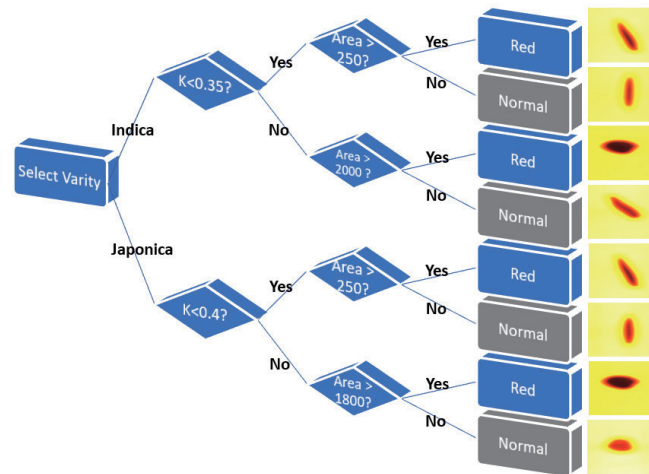 Select Varity
Indica
K<0.35?
Yes
Area >
250?
Yes
Red
No
Normal
No
Area >
2000 ?
Yes
Red
No
Normal
Japonica
K<0.4?
Yes
Area >
250?
Yes
Red
No
Normal
No
Area >
1800?
Yes
Red
No
Normal